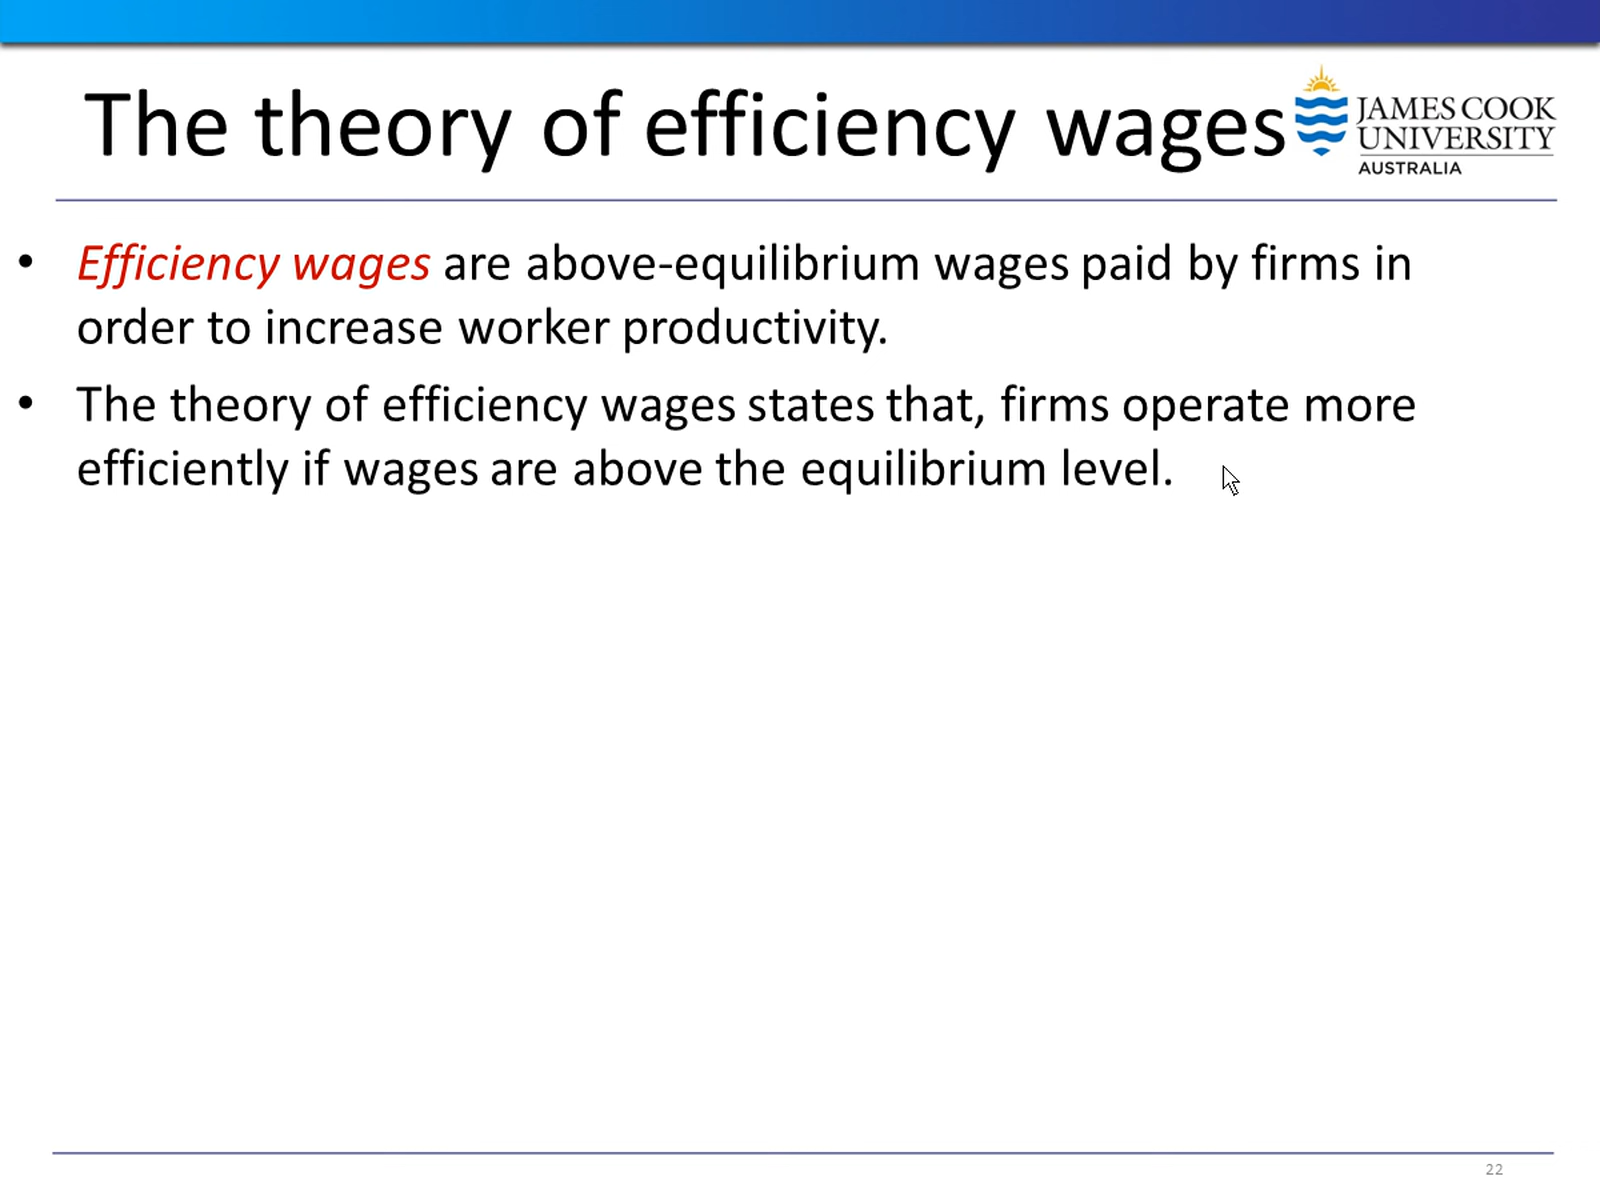 The theory of efficiency wages
JAMES COOK
UNIVERSITY
AUSTRALIA
• Efficiency wages are above-equilibrium wages paid by firms in
order to increase worker productivity.
• The theory of efficiency wages states that, firms operate more
efficiently if wages are above the equilibrium level.
22